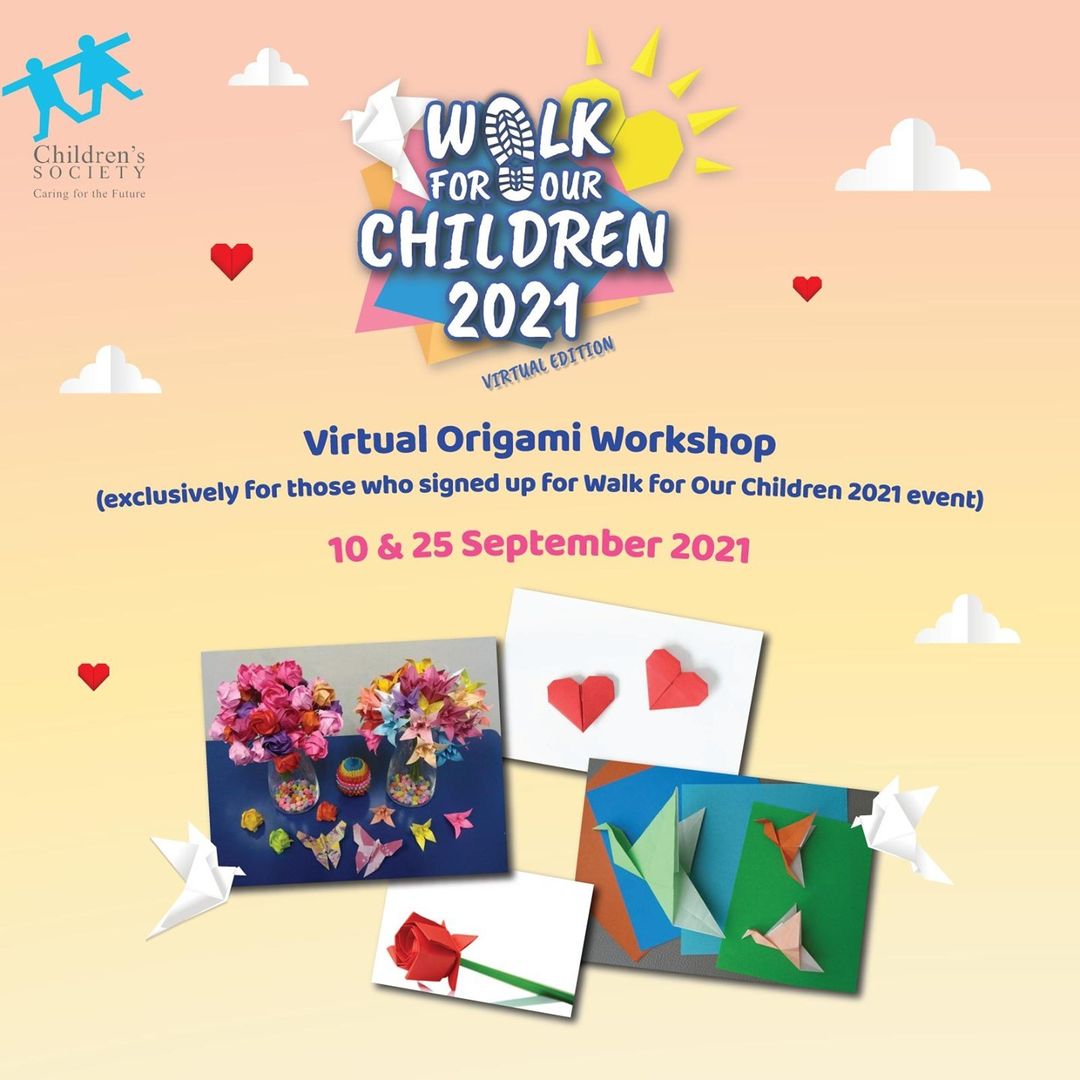 Children's
SOCIETY
Caring for the Future
WALK
FOR OUR
CHILDREN
2021
VIRTUAL EDITION
Virtual Origami Workshop
(exclusively for those who signed up for Walk for Our Children 2021 event)
10 & 25 September 2021